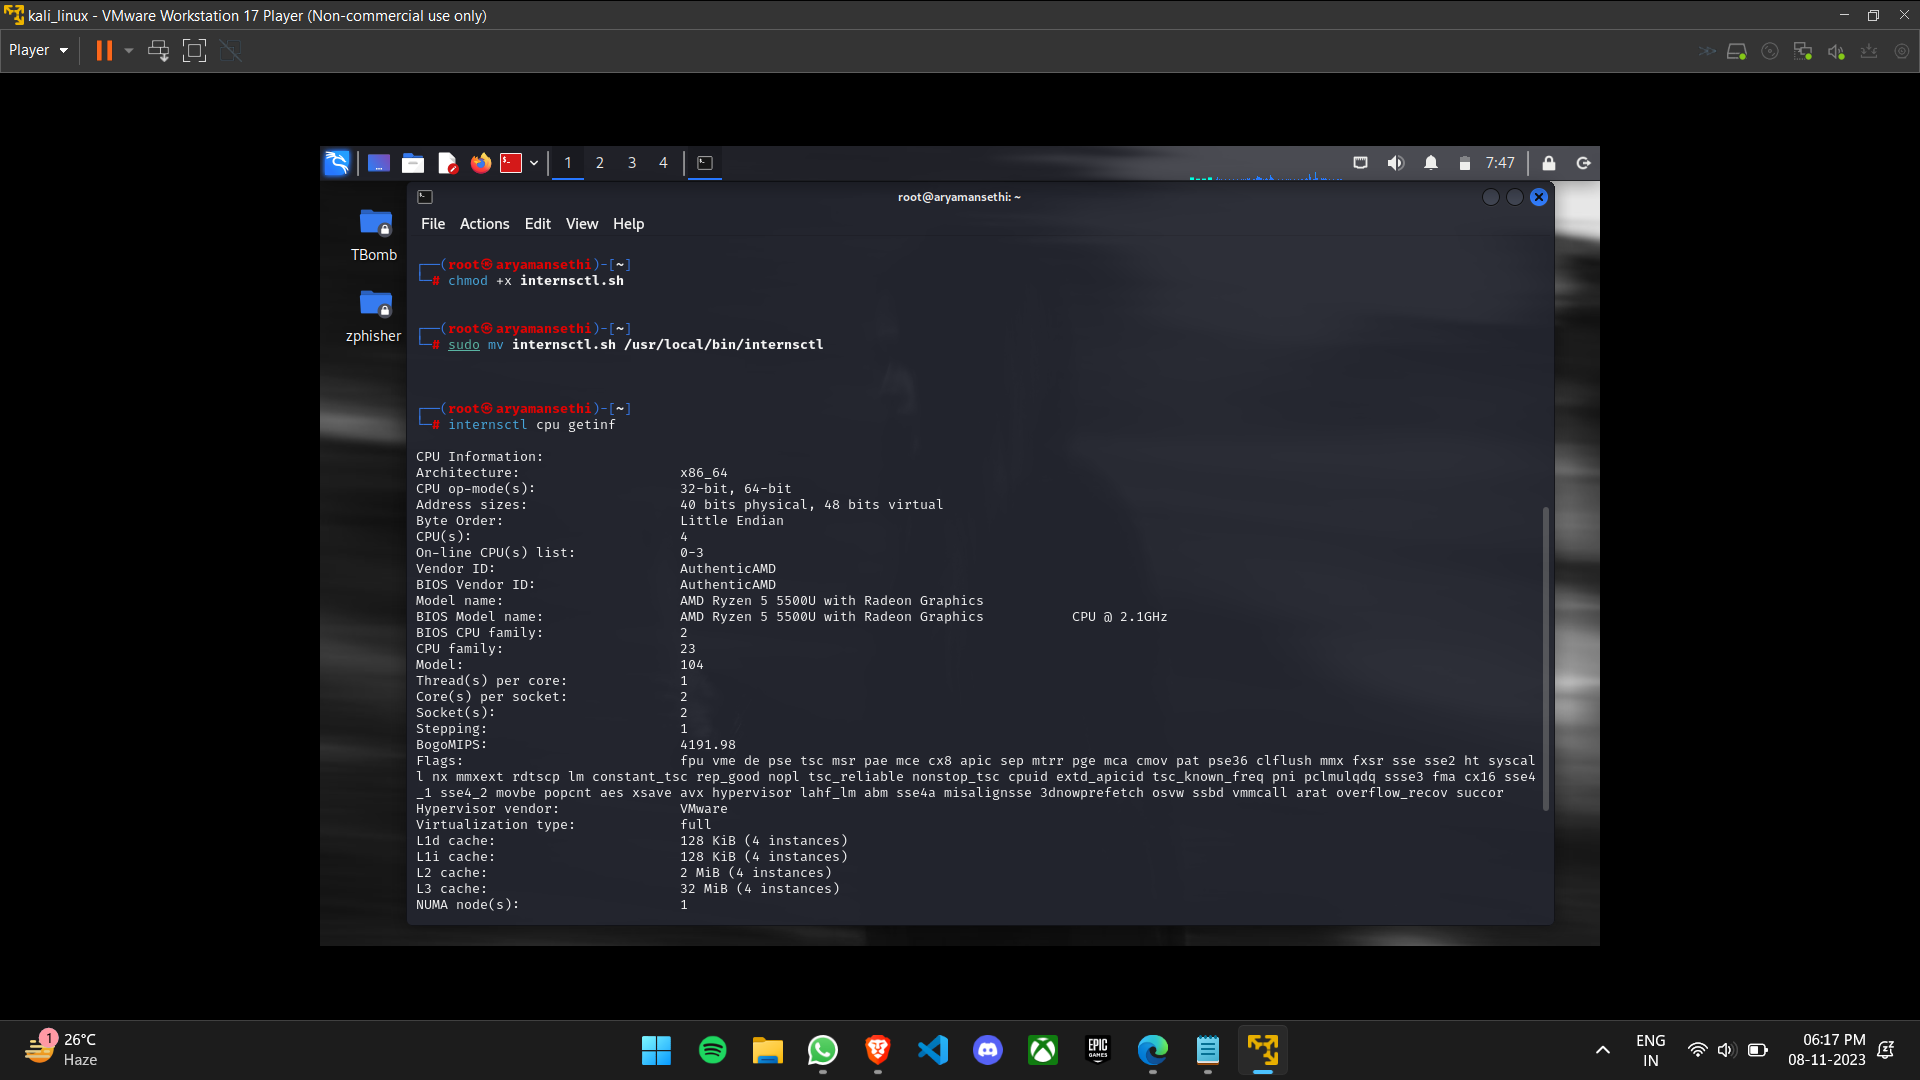 kali_linux - VMware Workstation 17 Player (Non-commercial use only)
Player
1 2 3 4
7:47
root@aryamansethi: ~
File Actions Edit View Help
TBomb
zphisher
┌──(root㉿aryamansethi)-[~]
└─# chmod +x internsctl.sh
┌──(root㉿aryamansethi)-[~]
└─# sudo mv internsctl.sh /usr/local/bin/internsctl
┌──(root㉿aryamansethi)-[~]
└─# internsctl cpu getinf
CPU Information:
Architecture: x86_64
CPU op-mode(s): 32-bit, 64-bit
Address sizes: 40 bits physical, 48 bits virtual
Byte Order: Little Endian
CPU(s): 4
On-line CPU(s) list: 0-3
Vendor ID: AuthenticAMD
BIOS Vendor ID: AuthenticAMD
Model name: AMD Ryzen 5 5500U with Radeon Graphics
BIOS Model name: AMD Ryzen 5 5500U with Radeon Graphics CPU @ 2.1GHz
BIOS CPU family: 2
CPU family: 23
Model: 104
Thread(s) per core: 1
Core(s) per socket: 2
Socket(s): 2
Stepping: 1
BogoMIPS: 4191.98
Flags: fpu vme de pse tsc msr pae mce cx8 apic sep mtrr pge mca cmov pat pse36 clflush mmx fxsr sse sse2 ht syscal
l nx mmxext rdtscp lm constant_tsc rep_good nopl tsc_reliable nonstop_tsc cpuid extd_apicid tsc_known_freq pni pclmulqdq ssse3 fma cx16 sse4
_1 sse4_2 movbe popcnt aes xsave avx hypervisor lahf_lm abm sse4a misalignsse 3dnowprefetch osvw ssbd vmmcall arat overflow_recov succor
Hypervisor vendor: VMware
Virtualization type: full
L1d cache: 128 KiB (4 instances)
L1i cache: 128 KiB (4 instances)
L2 cache: 2 MiB (4 instances)
L3 cache: 32 MiB (4 instances)
NUMA node(s): 1
1
26°C
Haze
EPIC
GAMES
ENG
IN
06:17 PM
08-11-2023